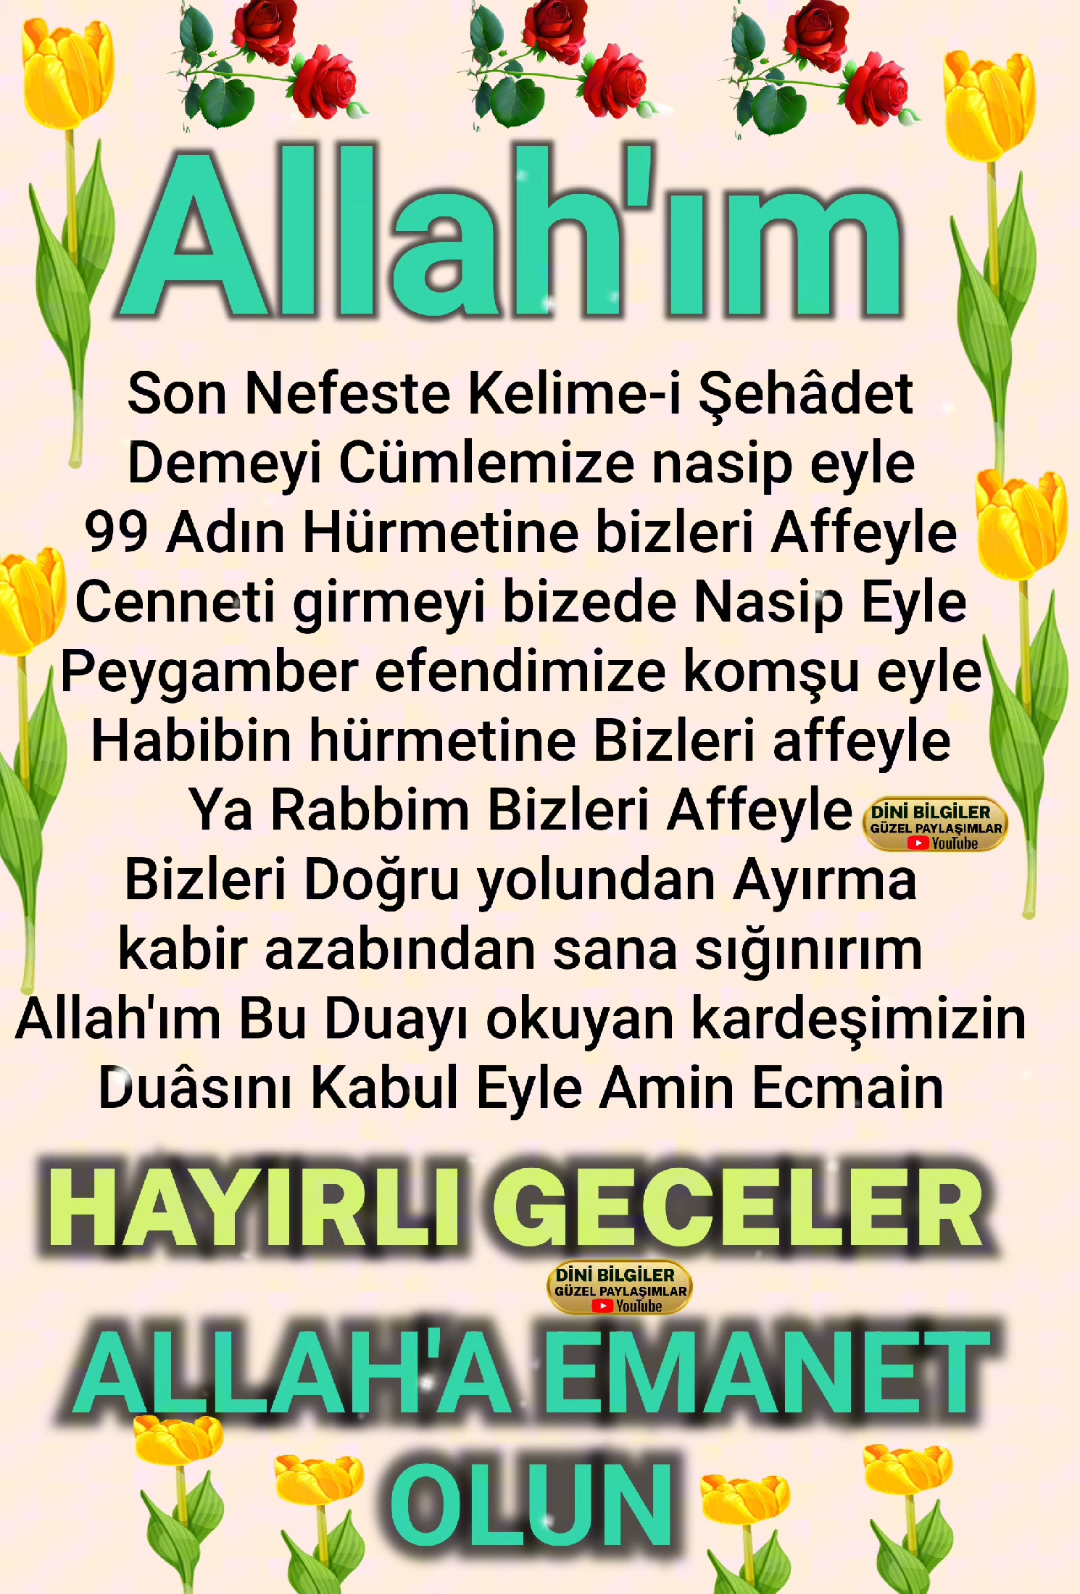 Allah'ım
Son Nefeste Kelime-i Şehâdet
Demeyi Cümlemize nasip eyle
99 Adın Hürmetine bizleri Affeyle
Cenneti girmeyi bizede Nasip Eyle
Peygamber efendimize komşu eyle
Habibin hürmetine Bizleri affeyle
Ya Rabbim Bizleri Affeyle
DİNİ BİLGİLER
GÜZEL PAYLAŞIMLAR
YouTube
Bizleri Doğru yolundan Ayırma
kabir azabından sana sığınırım
Allah'ım Bu Duayı okuyan kardeşimizin
Duâsını Kabul Eyle Amin Ecmain
HAYIRLI GECELER
DİNİ BİLGİLER
GÜZEL PAYLAŞIMLAR
YouTube
ALLAH'A EMANET
OLUN